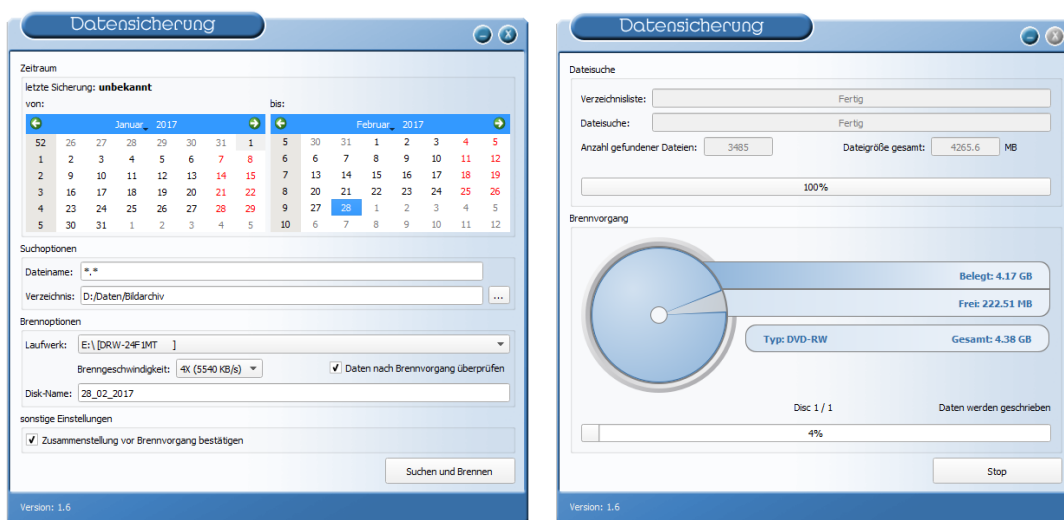 Datensicherung
Zeitraum
letzte Sicherung: unbekannt
von: bis:
Januar, 2017
52 26 27 28 29 30 31 1
1 2 3 4 5 6 7 8
2 9 10 11 12 13 14 15
3 16 17 18 19 20 21 22
4 23 24 25 26 27 28 29
5 30 31 1 2 3 4 5
Februar, 2017
5 30 31 1 2 3 4 5
6 6 7 8 9 10 11 12
7 13 14 15 16 17 18 19
8 20 21 22 23 24 25 26
9 27 28 1 2 3 4 5
10 6 7 8 9 10 11 12
Suchoptionen
Dateiname: *.*
Verzeichnis: D:/Daten/Bildarchiv ...
Brennoptionen
Laufwerk: E:\ [DRW-24F1MT ]
Brenngeschwindigkeit: 4X (5540 KB/s) Daten nach Brennvorgang überprüfen
Disk-Name: 28_02_2017
sonstige Einstellungen
Zusammenstellung vor Brennvorgang bestätigen
Suchen und Brennen
Version: 1.6
Datensicherung
X
Dateisuche
Verzeichnisliste: Fertig
Dateisuche: Fertig
Anzahl gefundener Dateien: 3485 Dateigröße gesamt: 4265.6 MB
100%
Brennvorgang
Belegt: 4.17 GB
Frei: 222.51 MB
Typ: DVD-RW Gesamt: 4.38 GB
Disc 1 / 1 Daten werden geschrieben
4%
Stop
Version: 1.6